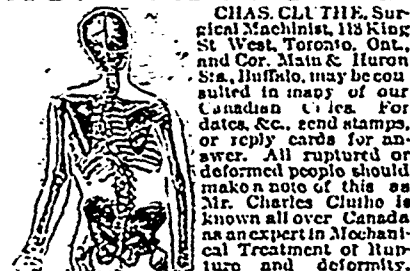 CHAS. CLUTHE, Sur-
gical Machinist, 118 King
St West, Toronto, Ont.,
and Cor. Main & Huron
Sts., Buffalo, may be con
sulted in many of our
Canadian Cities. For
dates, &c., send stamps,
or reply cards for an-
swer. All ruptured or
deformed people should
make a note of this as
Mr. Charles Cluthe is
known all over Canada
as an expert in Mechani-
cal Treatment of Rup-
ture and deformity.